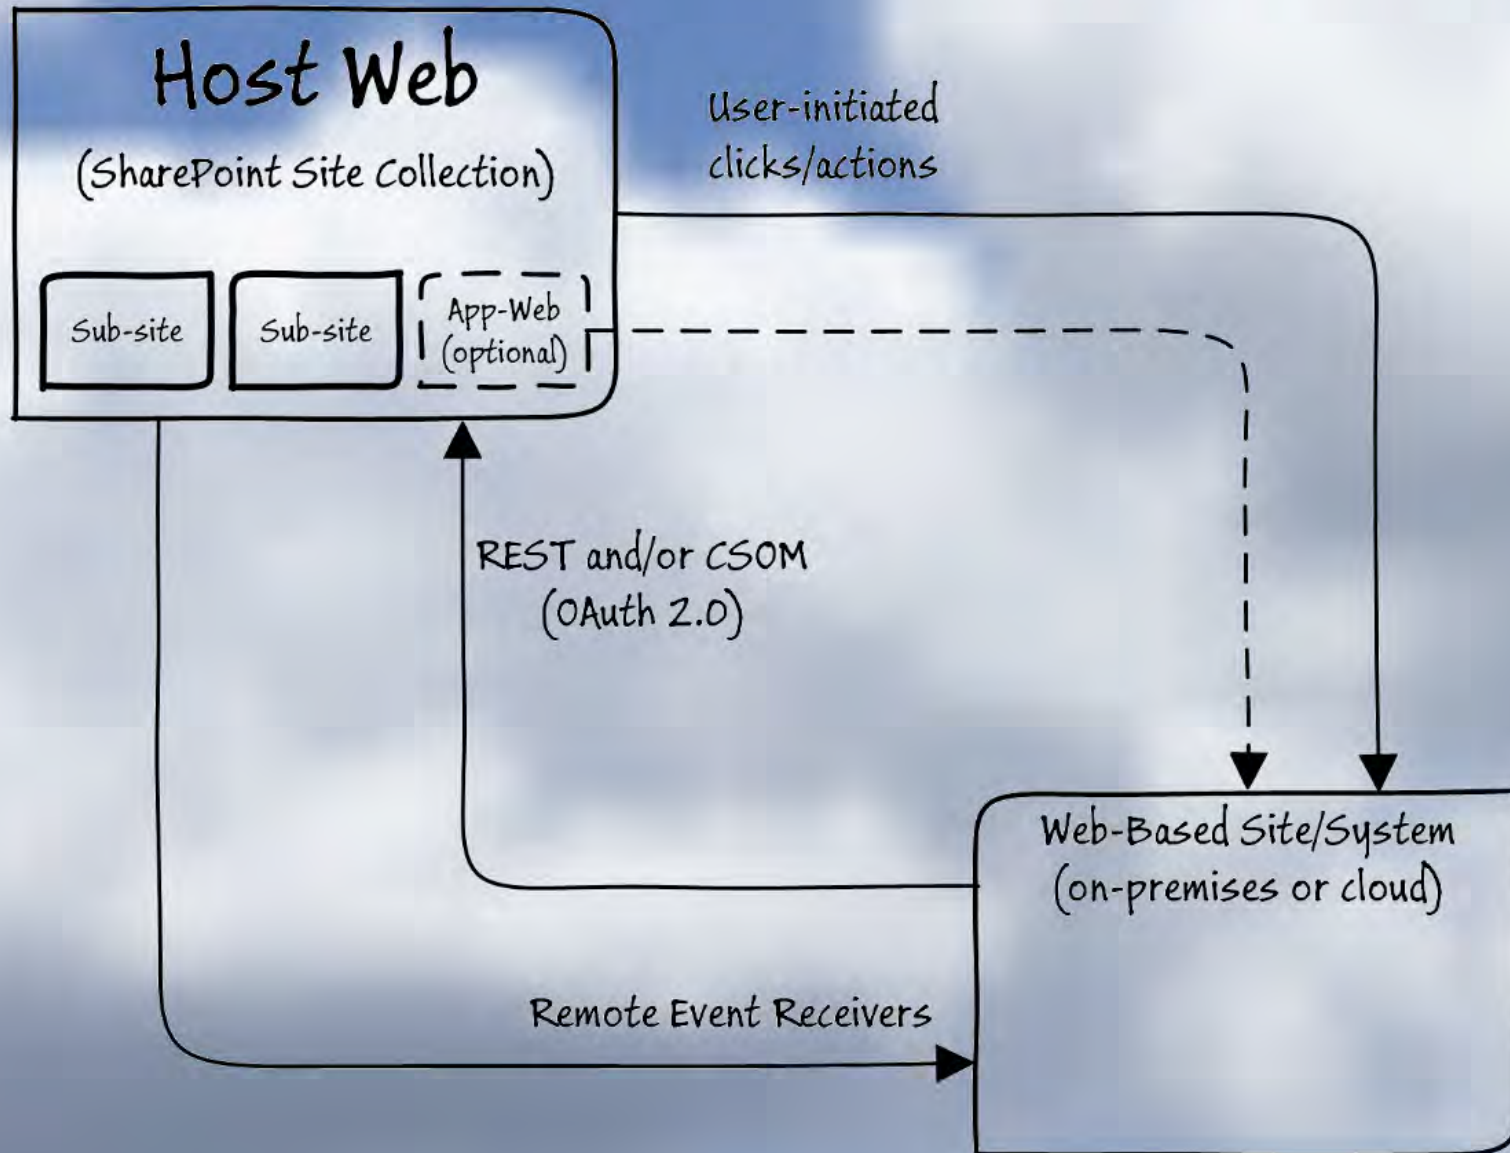 Host Web
(SharePoint Site Collection)
Sub-site
Sub-site
App-Web
(optional)
User-initiated
clicks/actions
REST and/or CSOM
(OAuth 2.0)
Web-Based Site/System
(on-premises or cloud)
Remote Event Receivers